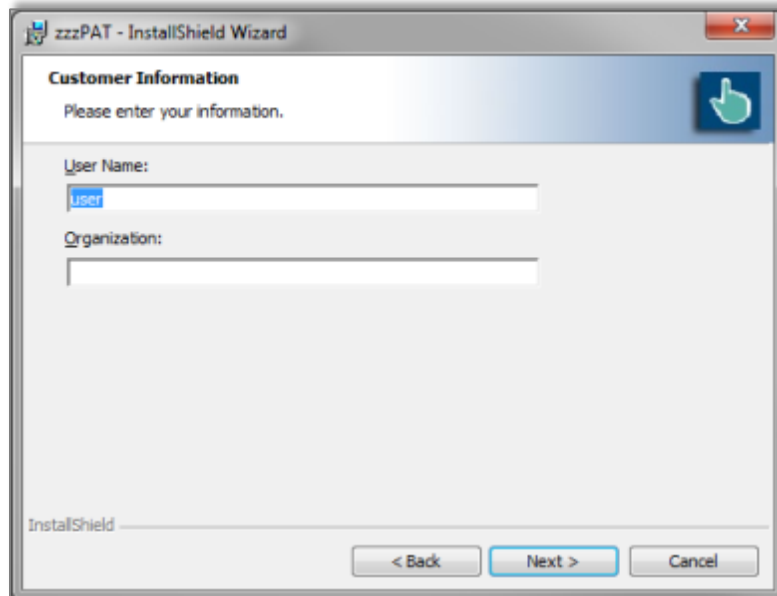 zzzPAT - InstallShield Wizard
Customer Information
Please enter your information.
User Name:
user
Organization:
InstallShield
< Back Next > Cancel